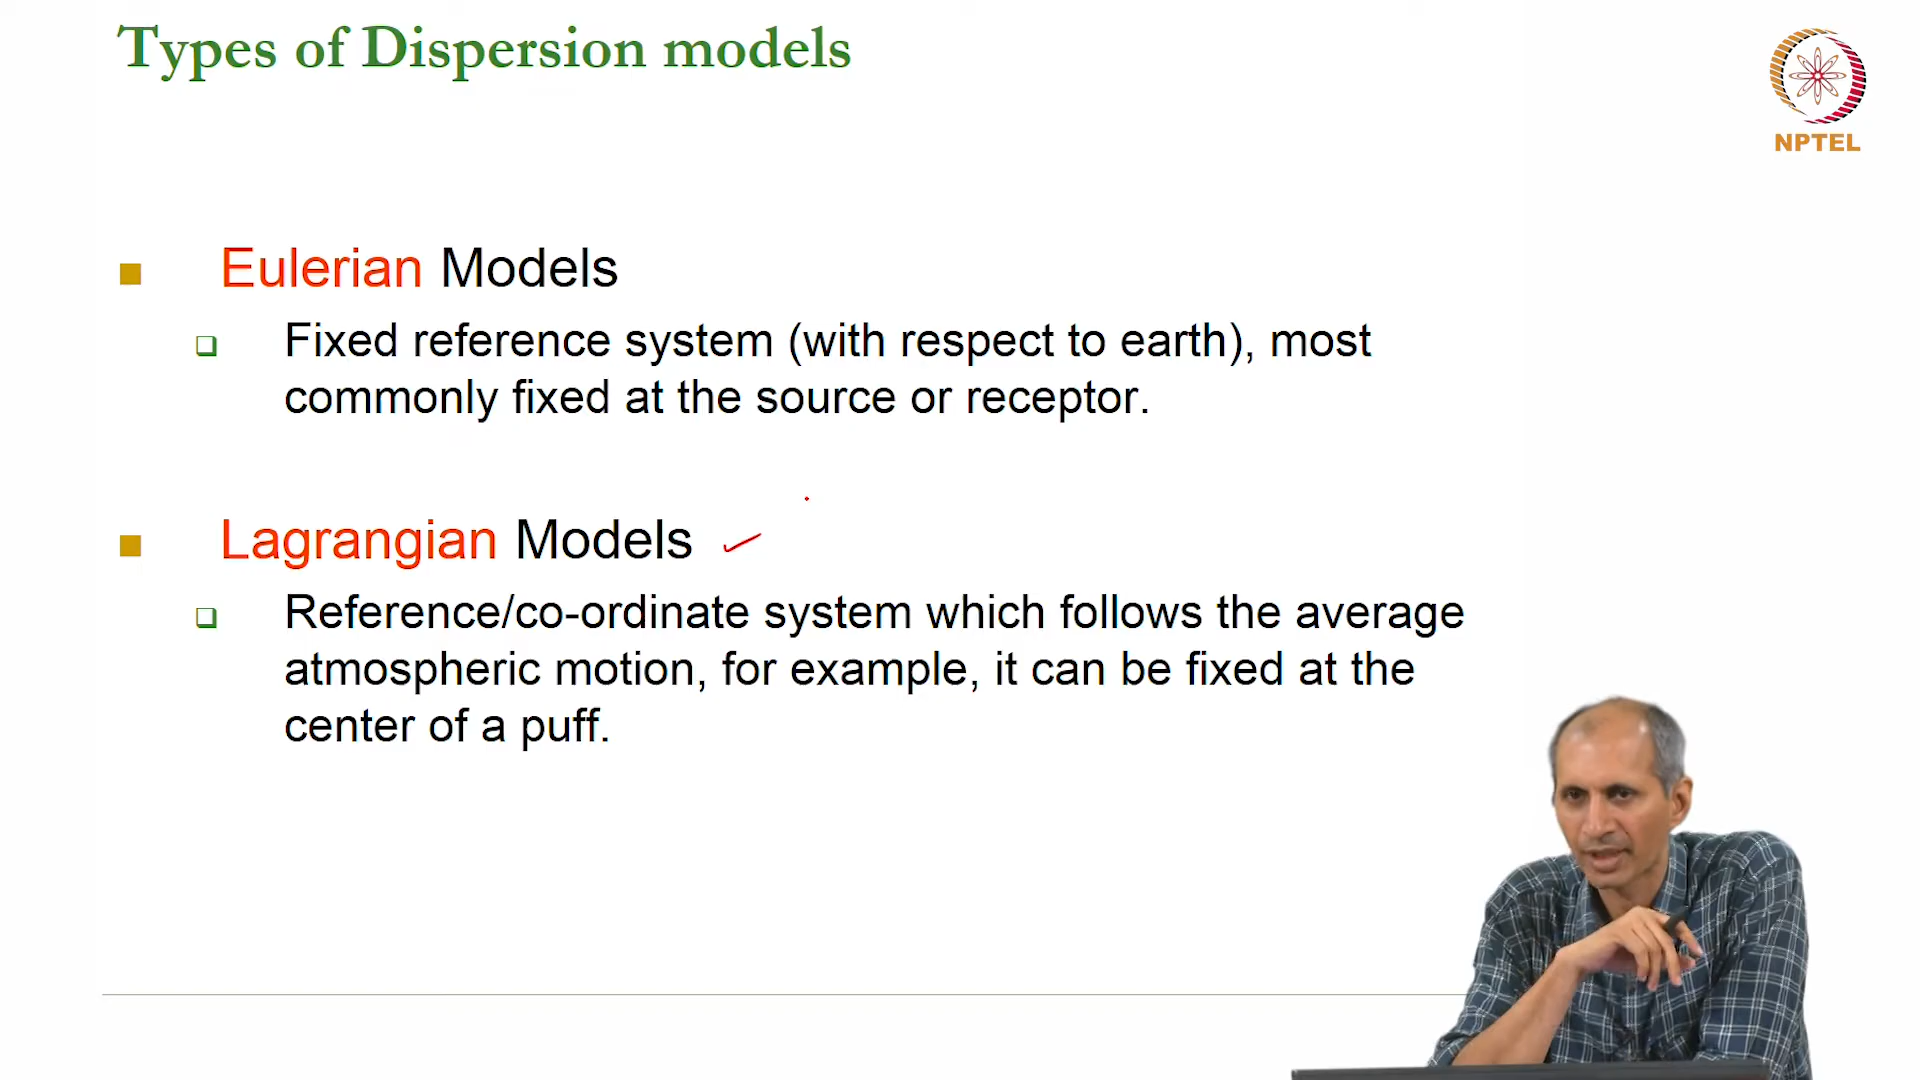 Types of Dispersion models
NPTEL
Eulerian Models
Fixed reference system (with respect to earth), most
commonly fixed at the source or receptor.
Lagrangian Models
Reference/co-ordinate system which follows the average
atmospheric motion, for example, it can be fixed at the
center of a puff.